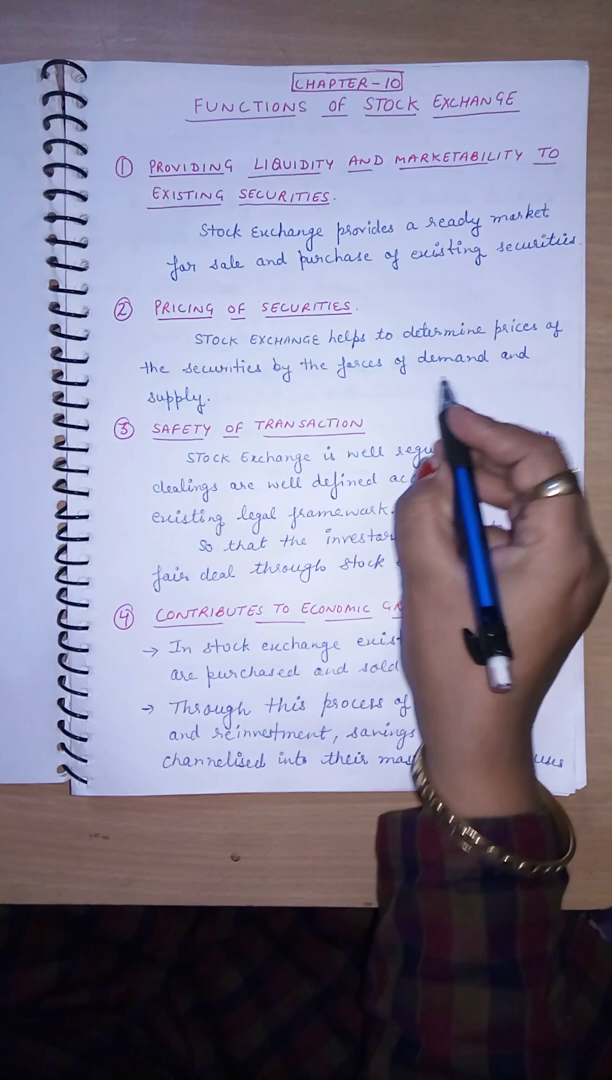 CHAPTER-10
FUNCTIONS OF STOCK EXCHANGE
① PROVIDING LIQUIDITY AND MARKETABILITY TO
EXISTING SECURITIES.
Stock Exchange provides a ready market
for sale and purchase of existing securities.
② PRICING OF SECURITIES.
STOCK EXCHANGE helps to determine prices of
the securities by the forces of demand and
supply.
③ SAFETY OF TRANSACTION
STOCK Exchange is well
dealings are well defined
existing legal framework.
So that the
fair deal through stock
④ CONTRIBUTES TO ECONOMIC
→ In stock exchange
are purchased and sold
→ Through this process of
and reinvestment, savings
channelised into their